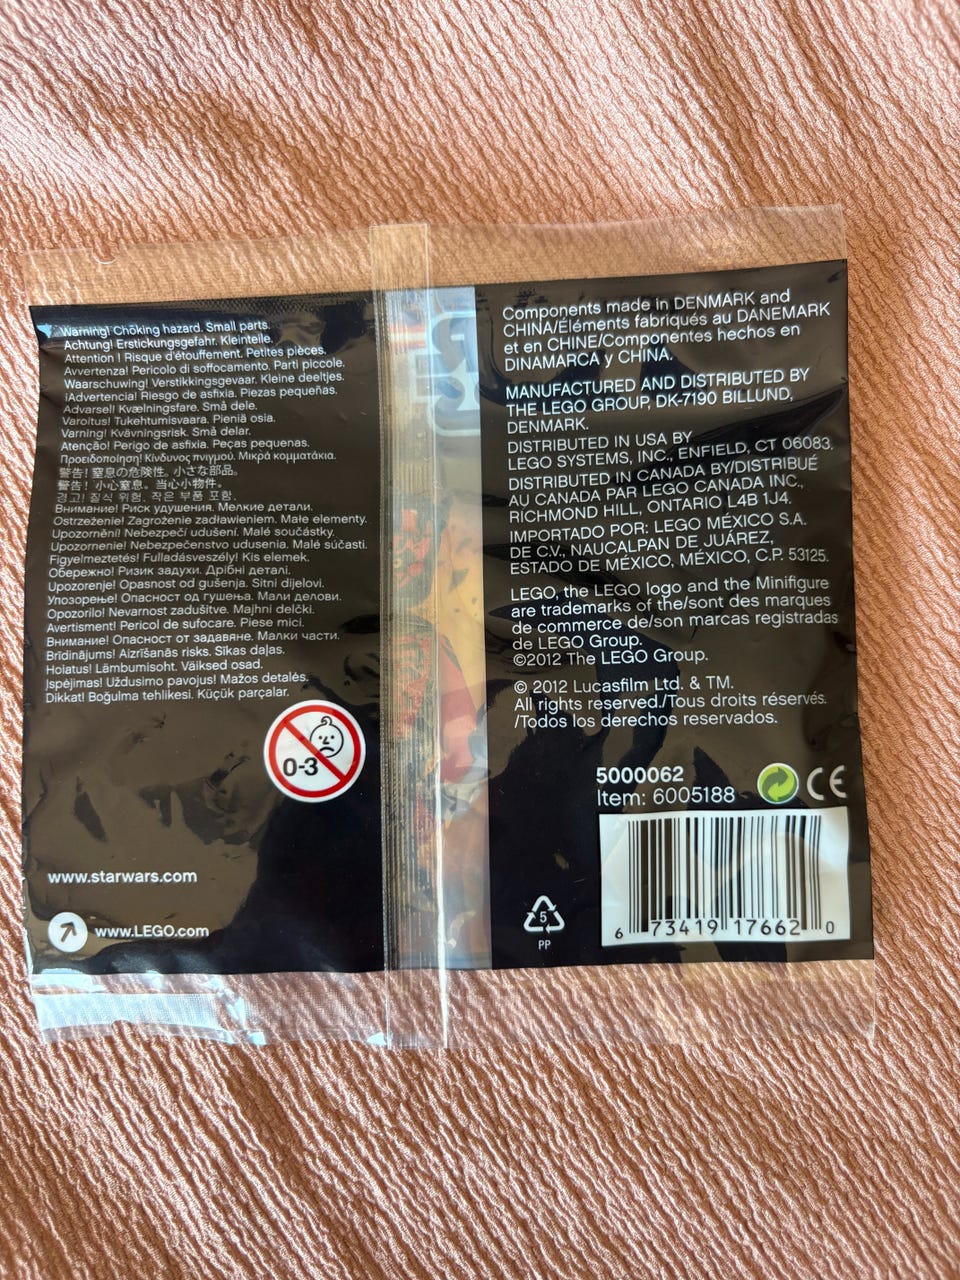 Warning! Choking hazard. Small parts.
Achtung! Erstickungsgefahr. Kleinteile.
Attention ! Risque d'étouffement. Petites pièces.
Avvertenza! Pericolo di soffocamento. Parti piccole.
Waarschuwing! Verstikkingsgevaar. Kleine deeltjes.
¡Advertencia! Riesgo de asfixia. Piezas pequeñas.
Advarsel! Kvælningsfare. Små dele.
Varoitus! Tukehtumisvaara. Pieniä osia.
Varning! Kvävningsrisk. Små delar.
Atenção! Perigo de asfixia. Peças pequenas.
Προειδοποίηση! Κίνδυνος πνιγμού. Μικρά κομματάκια.
警告！窒息の危険性。小さな部品。
警告！小心窒息。当心小物件。
경고! 질식 위험. 작은 부품 포함.
Внимание! Риск удушения. Мелкие детали.
Ostrzeżenie! Zagrożenie zadławieniem. Małe elementy.
Upozornění! Nebezpečí udušení. Malé součástky.
Upozornenie! Nebezpečenstvo udusenia. Malé súčasti.
Figyelmeztetés! Fulladásveszély! Kis elemek.
Обережно! Ризик задухи. Дрібні деталі.
Upozorenje! Opasnost od gušenja. Sitni dijelovi.
Упозорење! Опасност од гушења. Мали делови.
Opozorilo! Nevarnost zadušitve. Majhni delčki.
Avertisment! Pericol de sufocare. Piese mici.
Внимание! Опасност от задавяне. Малки части.
Brīdinājums! Aizrīšanās risks. Sīkas daļas.
Hoiatus! Lämbumisoht. Väiksed osad.
Įspėjimas! Uždusimo pavojus! Mažos detalės.
Dikkat! Boğulma tehlikesi. Küçük parçalar.
0-3
www.starwars.com
www.LEGO.com
Components made in DENMARK and
CHINA/Éléments fabriqués au DANEMARK
et en CHINE/Componentes hechos en
DINAMARCA y CHINA.
MANUFACTURED AND DISTRIBUTED BY
THE LEGO GROUP, DK-7190 BILLUND,
DENMARK.
DISTRIBUTED IN USA BY
LEGO SYSTEMS, INC., ENFIELD, CT 06083.
DISTRIBUTED IN CANADA BY/DISTRIBUÉ
AU CANADA PAR LEGO CANADA INC.,
RICHMOND HILL, ONTARIO L4B 1J4.
IMPORTADO POR: LEGO MÉXICO S.A.
DE C.V., NAUCALPAN DE JUÁREZ,
ESTADO DE MÉXICO, MÉXICO, C.P. 53125.
LEGO, the LEGO logo and the Minifigure
are trademarks of the/sont des marques
de commerce de/son marcas registradas
de LEGO Group.
©2012 The LEGO Group.
© 2012 Lucasfilm Ltd. & TM.
All rights reserved./Tous droits réservés.
/Todos los derechos reservados.
5000062
Item: 6005188
CE
5
PP
6 73419 17662 0